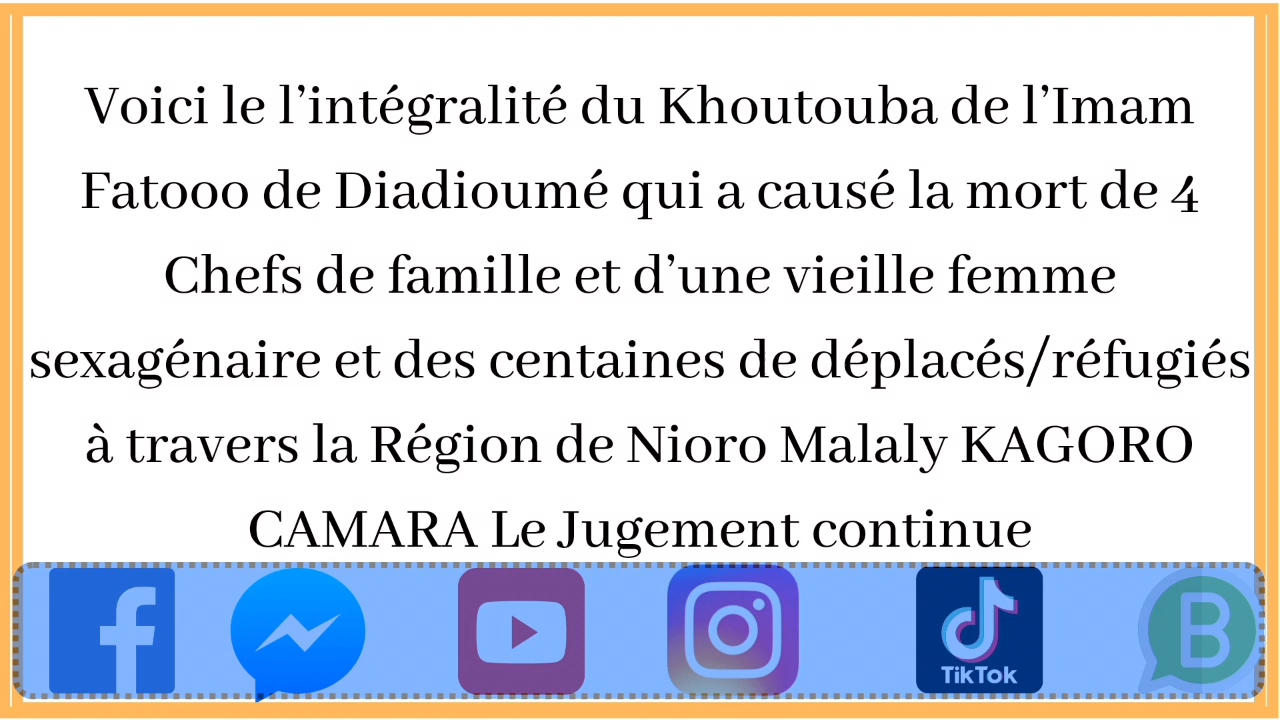 Voici le l’intégralité du Khoutouba de l’Imam
Fatooo de Diadioumé qui a causé la mort de 4
Chefs de famille et d’une vieille femme
sexagénaire et des centaines de déplacés/réfugiés
à travers la Région de Nioro Malaly KAGORO
CAMARA Le Jugement continue
TikTok